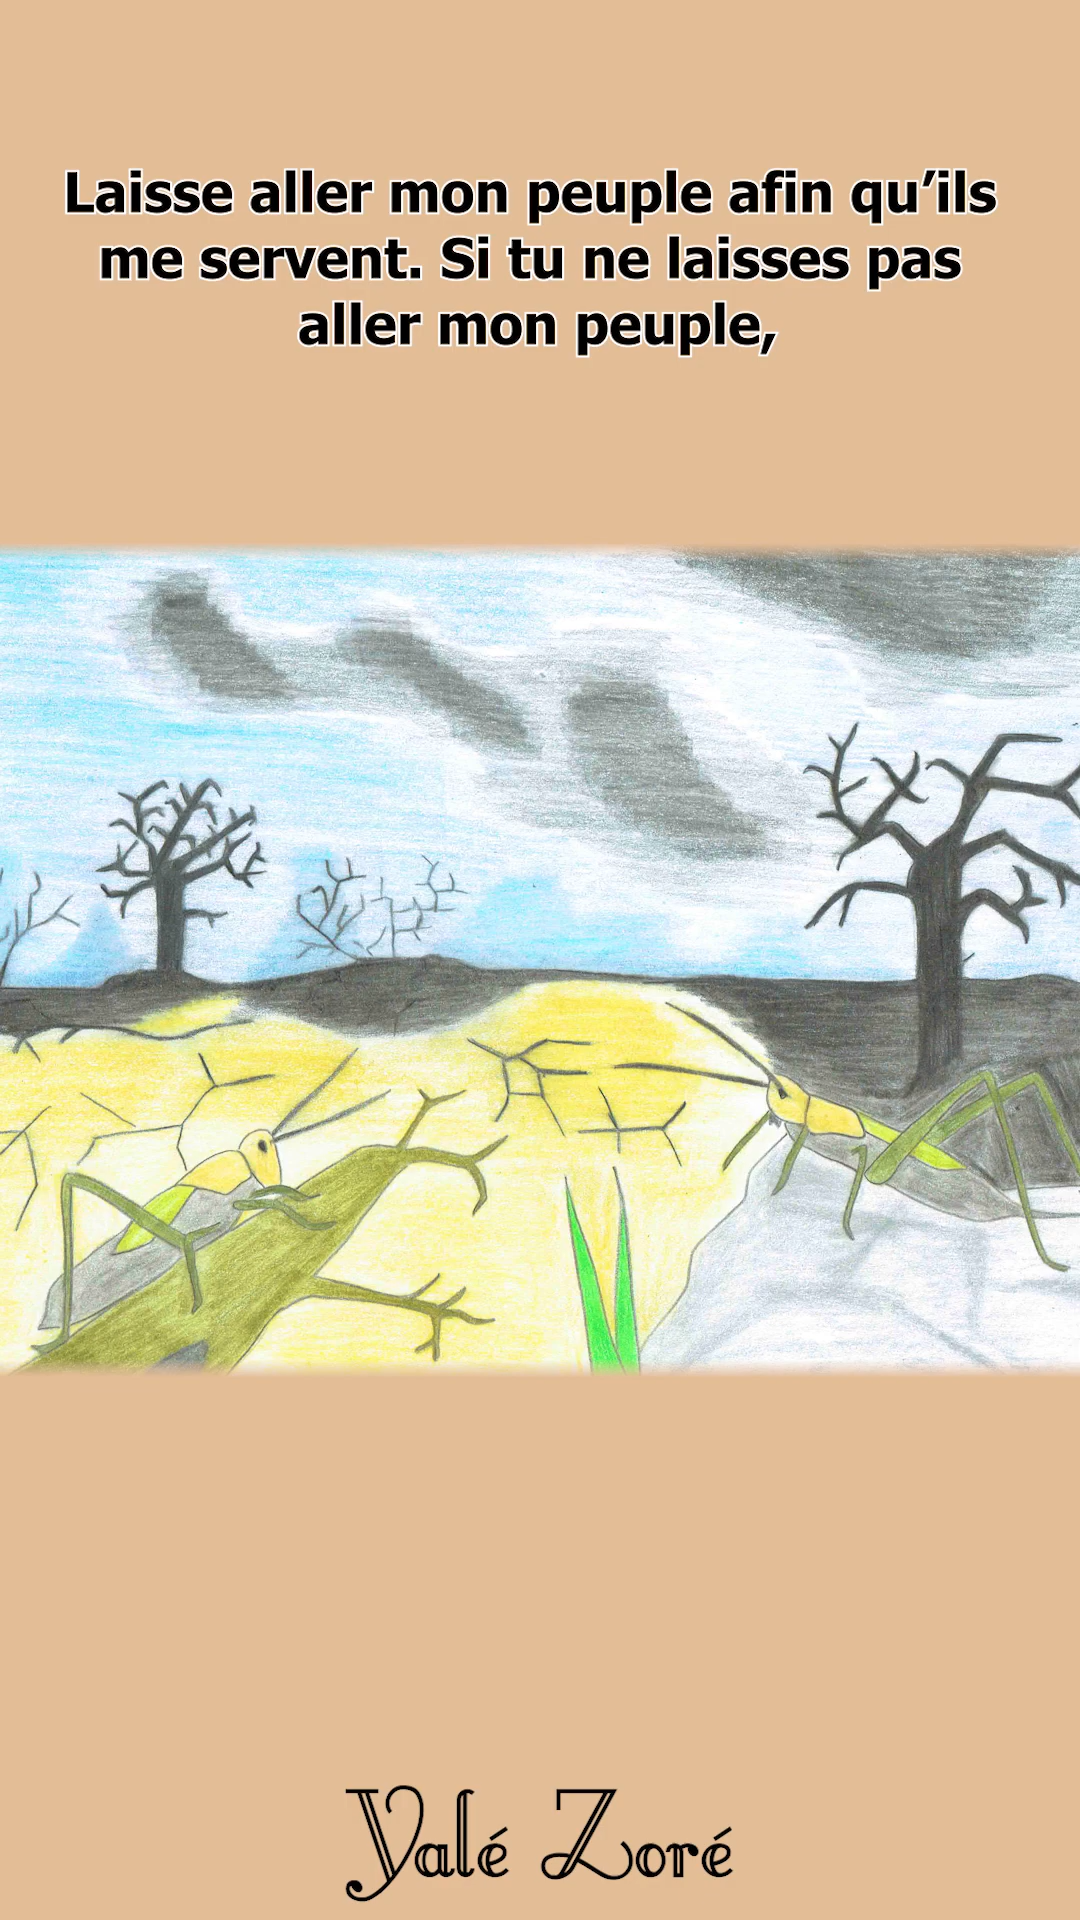 Laisse aller mon peuple afin qu’ils
me servent. Si tu ne laisses pas
aller mon peuple,
Yalé Zoré